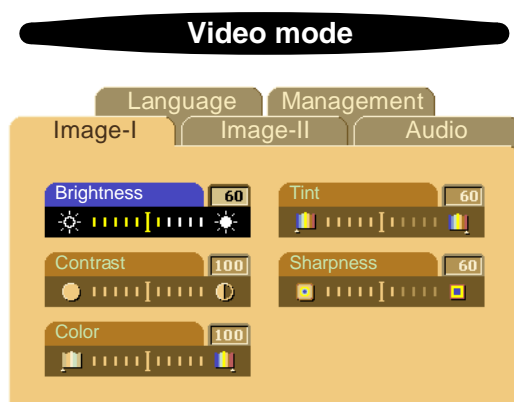 Video mode
Language Management
Image-I Image-II Audio
Brightness 60
Tint 60
Contrast 100
Sharpness 60
Color 100